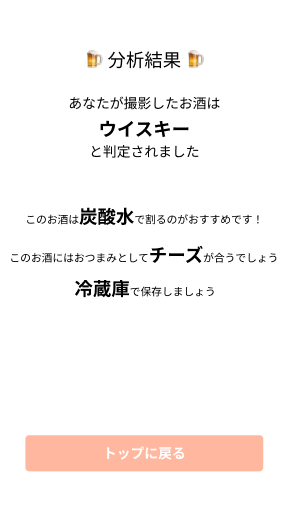 🍺 分析結果 🍺
あなたが撮影したお酒は
ウイスキー
と判定されました
このお酒は炭酸水で割るのがおすすめです！
このお酒にはおつまみとしてチーズが合うでしょう
冷蔵庫で保存しましょう
トップに戻る